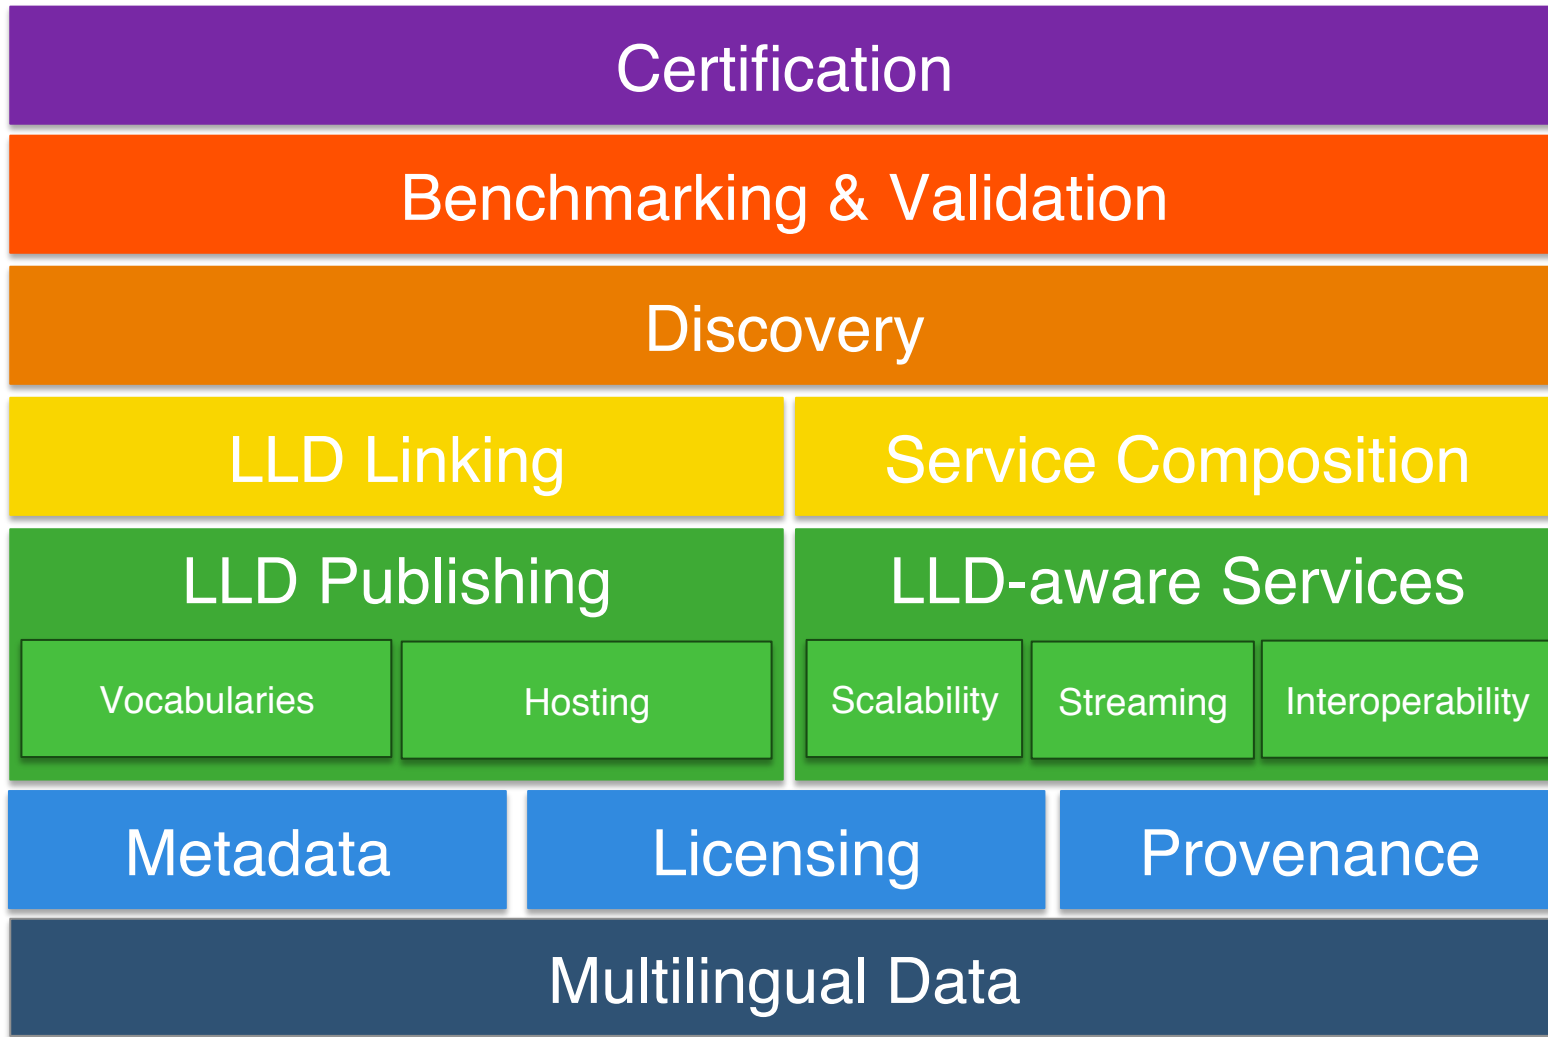 Certification
Benchmarking & Validation
Discovery
LLD Linking
Service Composition
LLD Publishing
Vocabularies
Hosting
LLD-aware Services
Scalability
Streaming
Interoperability
Metadata
Licensing
Provenance
Multilingual Data